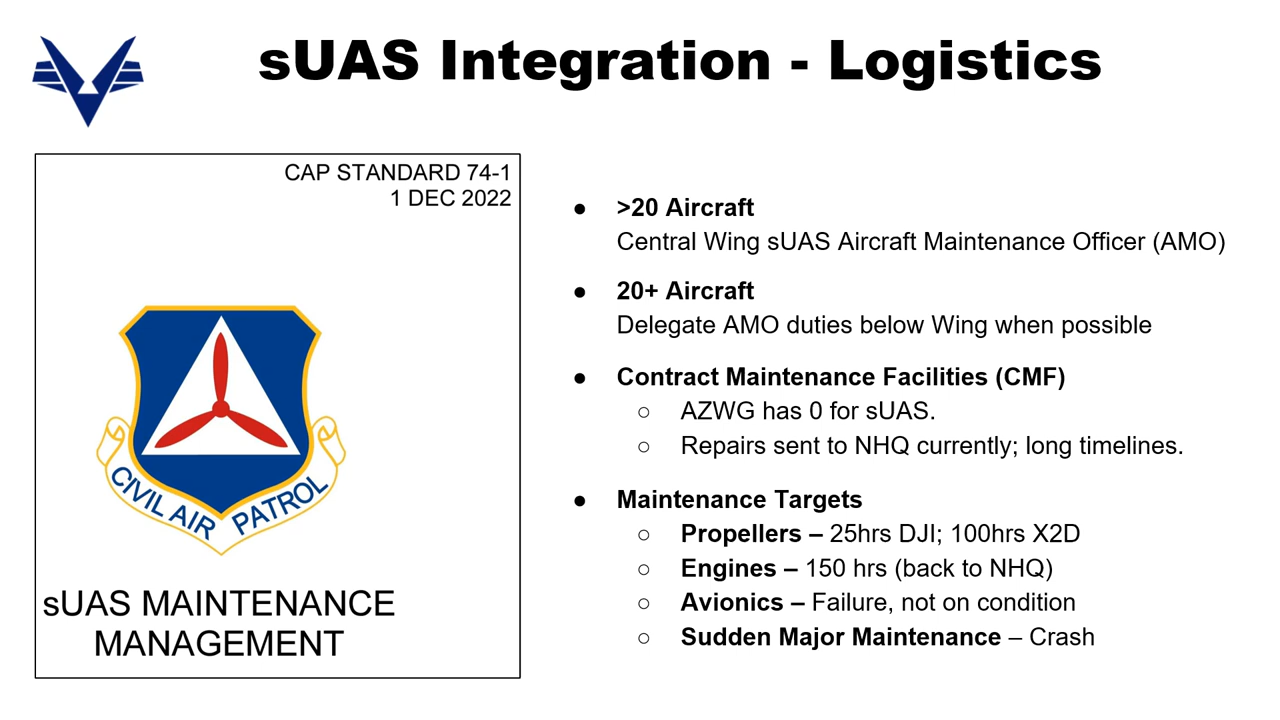 sUAS Integration - Logistics
CAP STANDARD 74-1
1 DEC 2022
CIVIL AIR PATROL
sUAS MAINTENANCE
MANAGEMENT
● >20 Aircraft
Central Wing sUAS Aircraft Maintenance Officer (AMO)
● 20+ Aircraft
Delegate AMO duties below Wing when possible
● Contract Maintenance Facilities (CMF)
○ AZWG has 0 for sUAS.
○ Repairs sent to NHQ currently; long timelines.
● Maintenance Targets
○ Propellers – 25hrs DJI; 100hrs X2D
○ Engines – 150 hrs (back to NHQ)
○ Avionics – Failure, not on condition
○ Sudden Major Maintenance – Crash